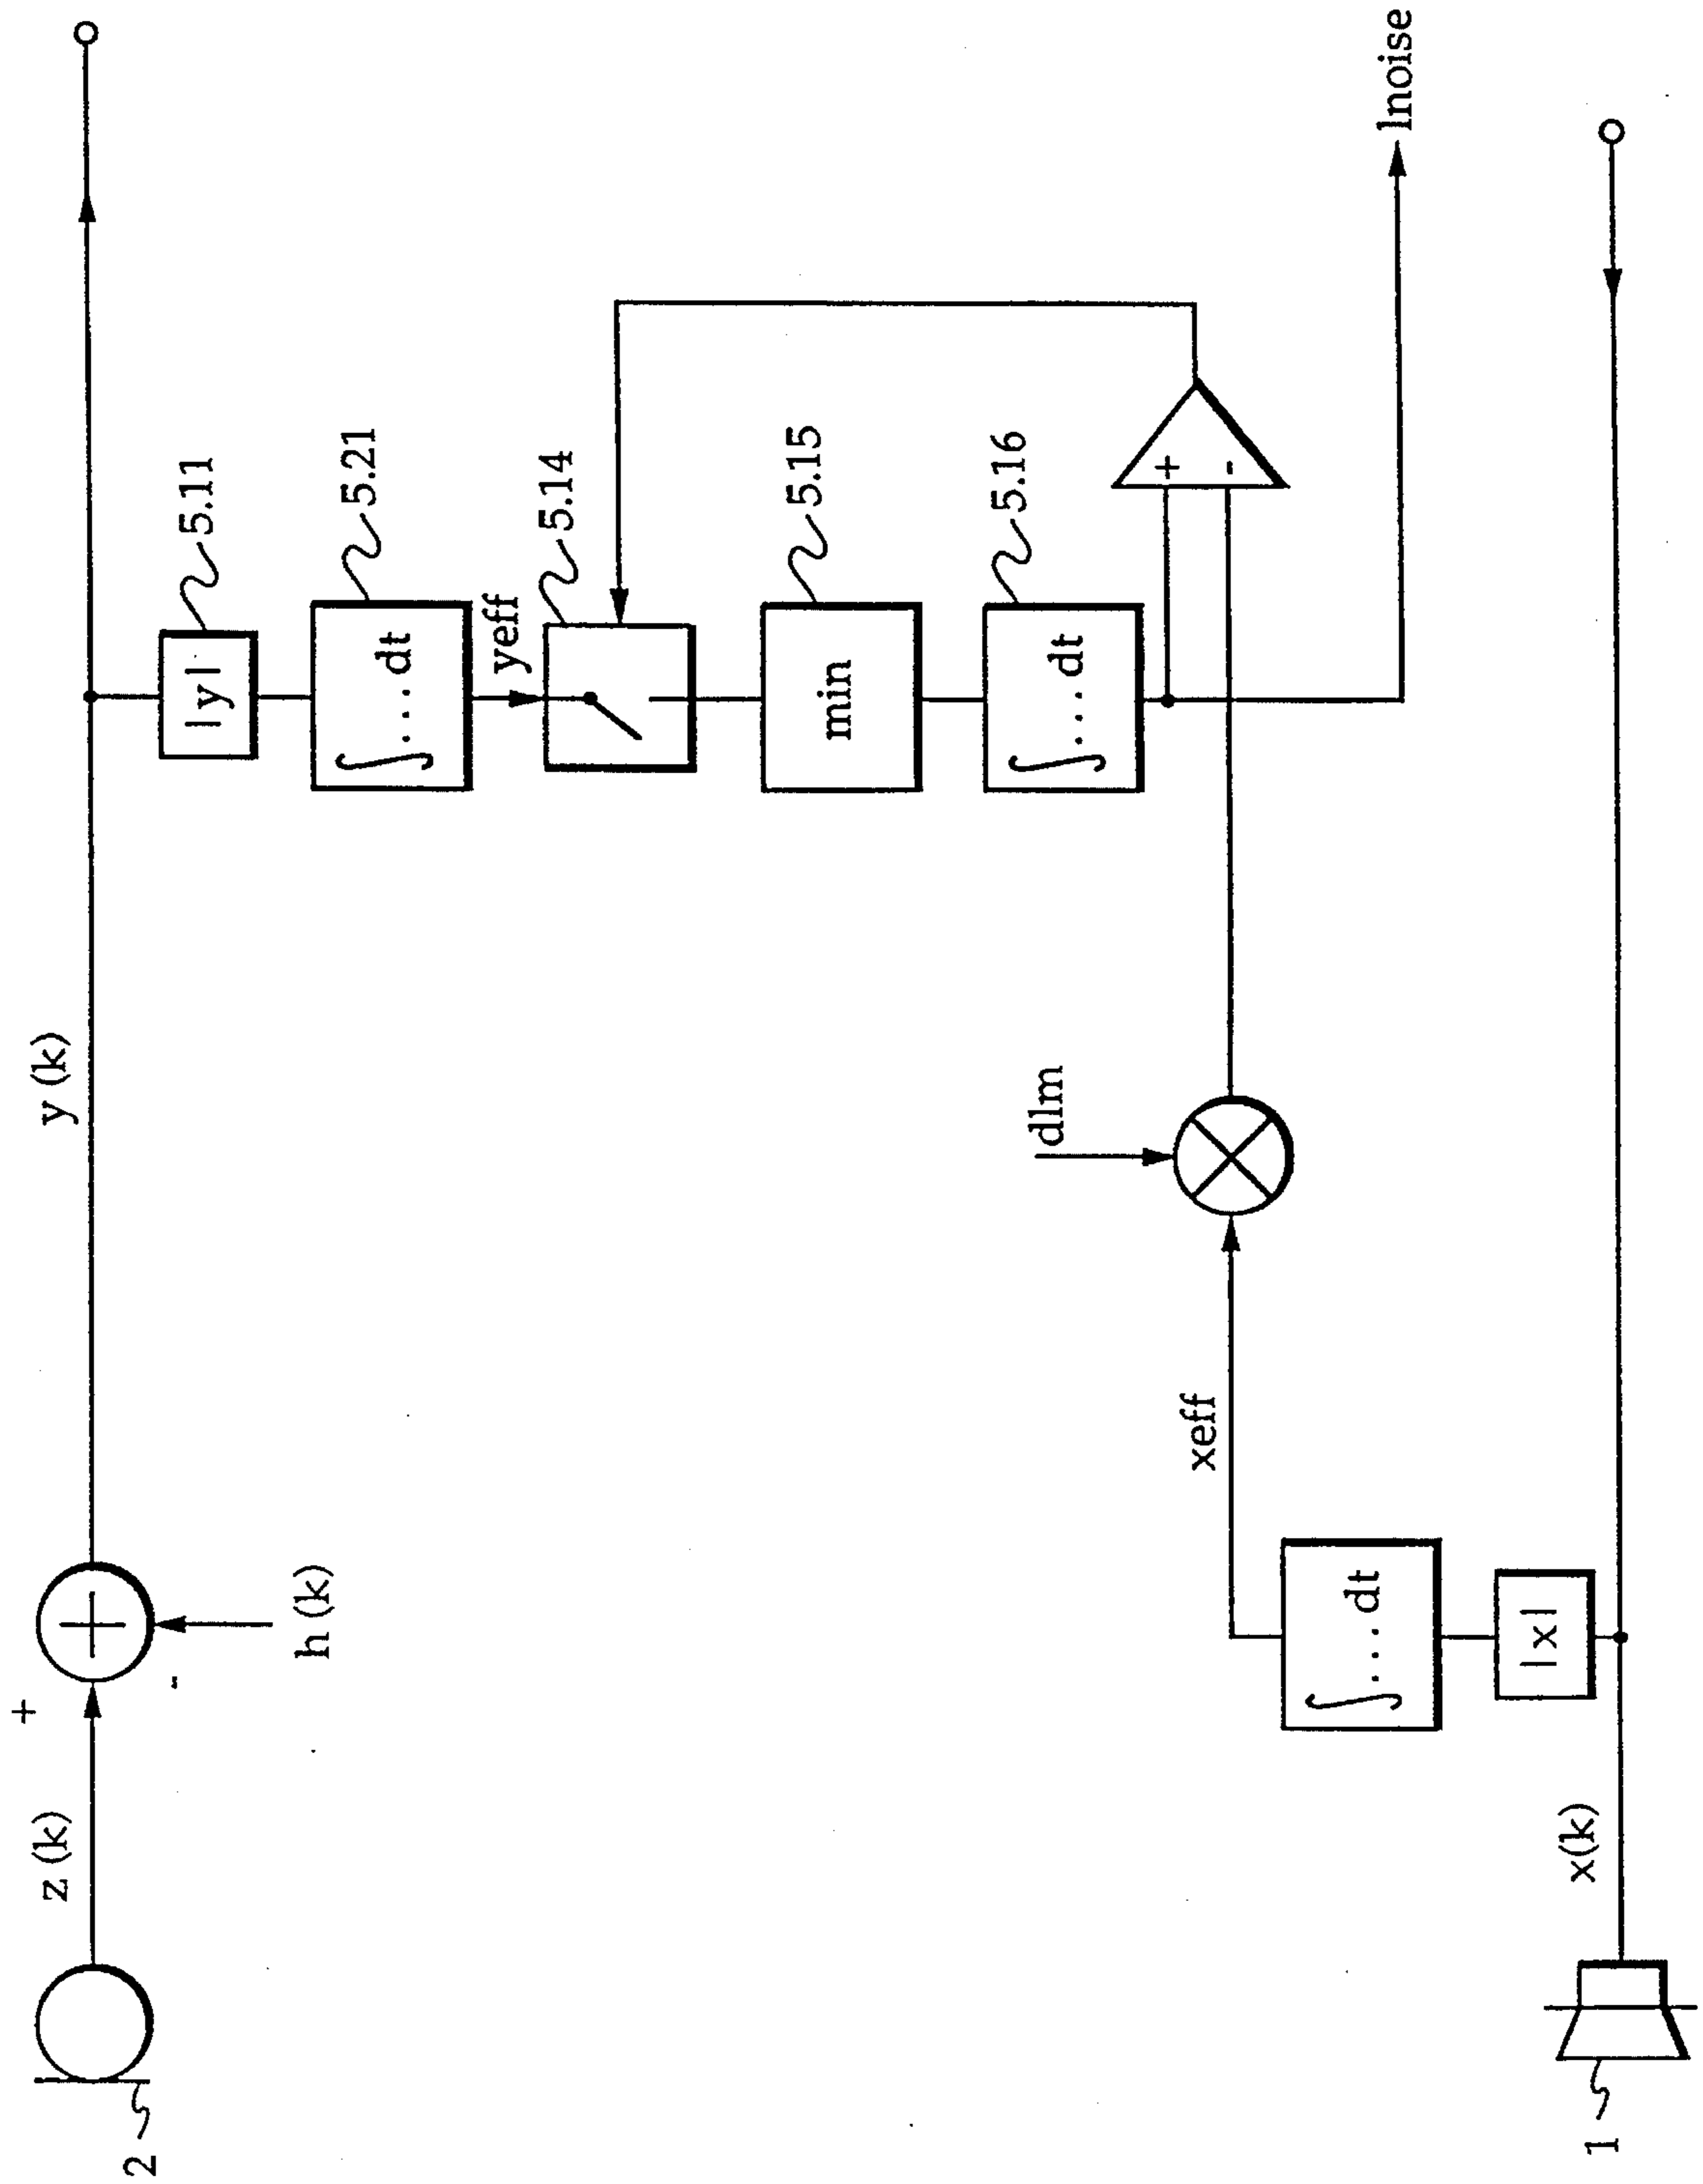 2
z (k)
+
-
h (k)
y (k)
|y|
5.11
∫...dt
5.21
yeff
5.14
min
5.15
∫...dt
5.16
+
-
dlm
xeff
∫...dt
|x|
lnoise
x(k)
1